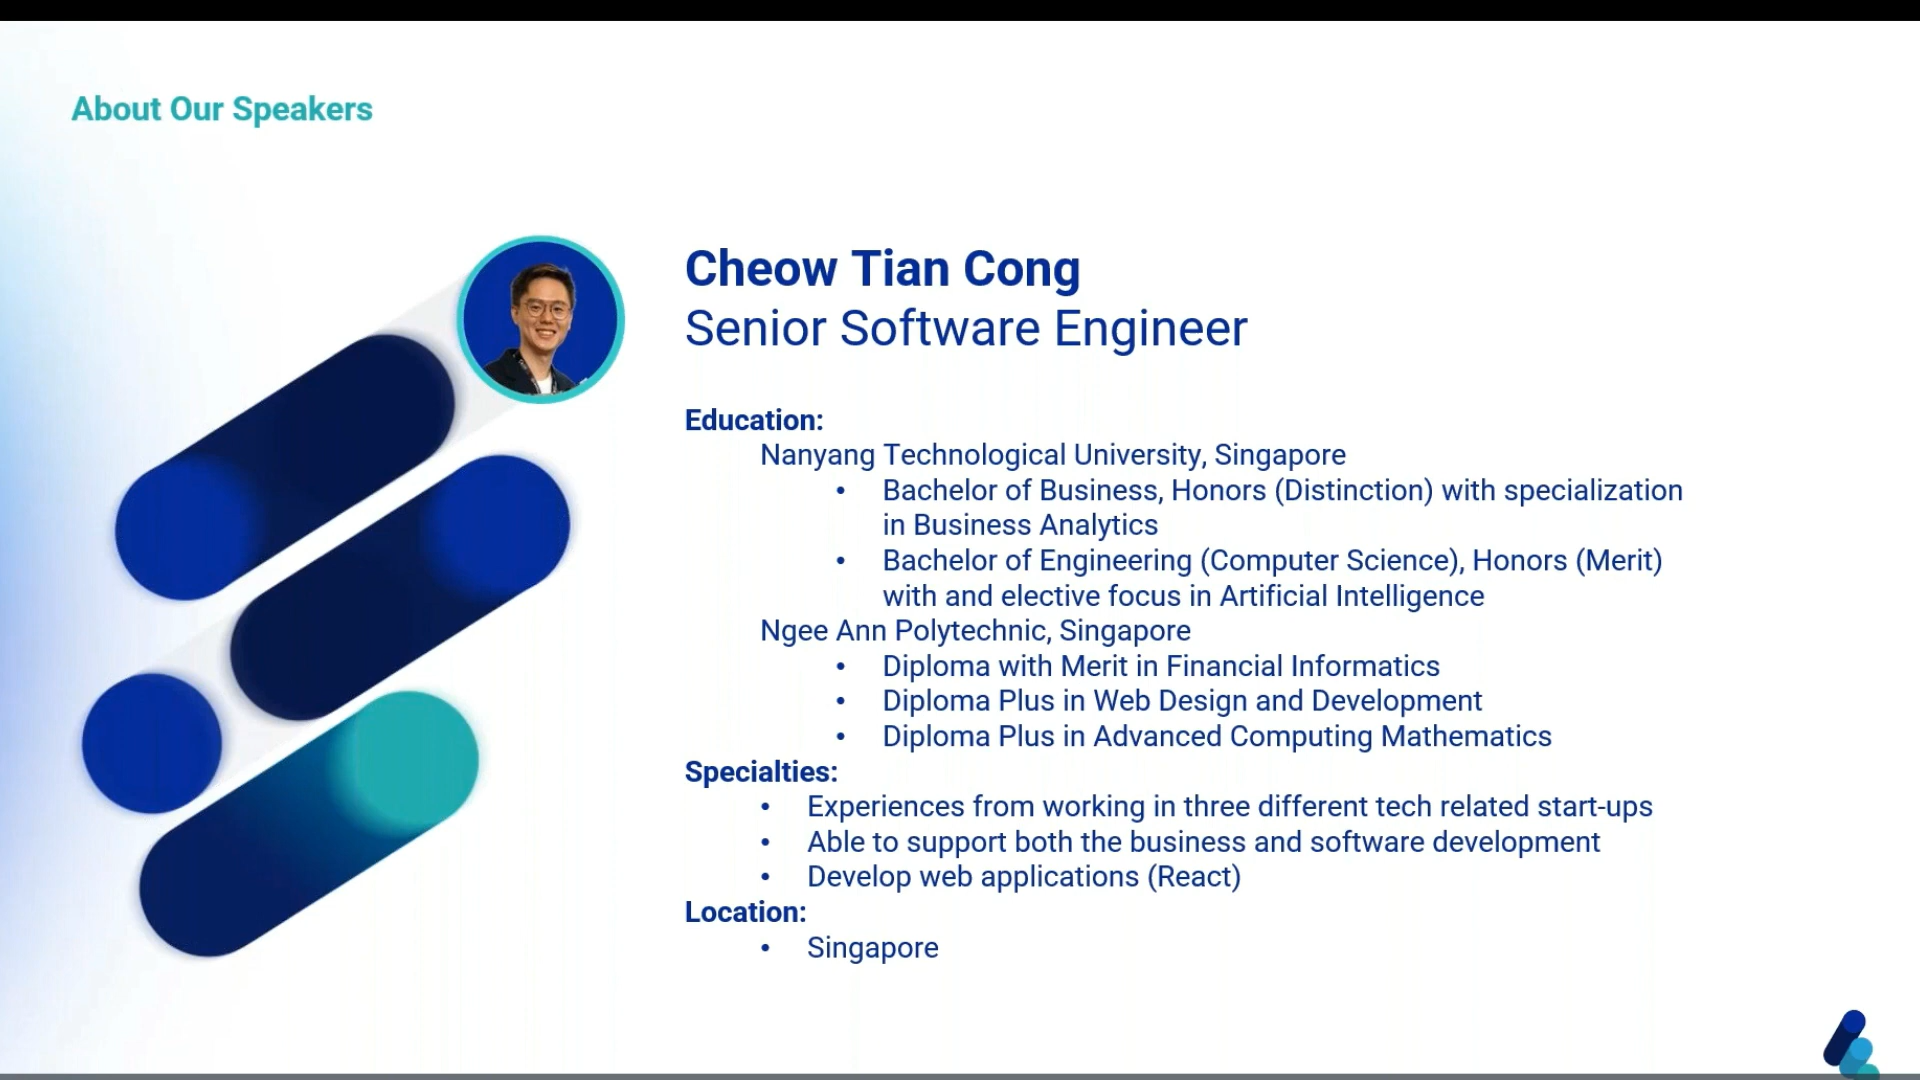 About Our Speakers
Cheow Tian Cong
Senior Software Engineer
Education:
Nanyang Technological University, Singapore
• Bachelor of Business, Honors (Distinction) with specialization
in Business Analytics
• Bachelor of Engineering (Computer Science), Honors (Merit)
with and elective focus in Artificial Intelligence
Ngee Ann Polytechnic, Singapore
• Diploma with Merit in Financial Informatics
• Diploma Plus in Web Design and Development
• Diploma Plus in Advanced Computing Mathematics
Specialties:
• Experiences from working in three different tech related start-ups
• Able to support both the business and software development
• Develop web applications (React)
Location:
• Singapore